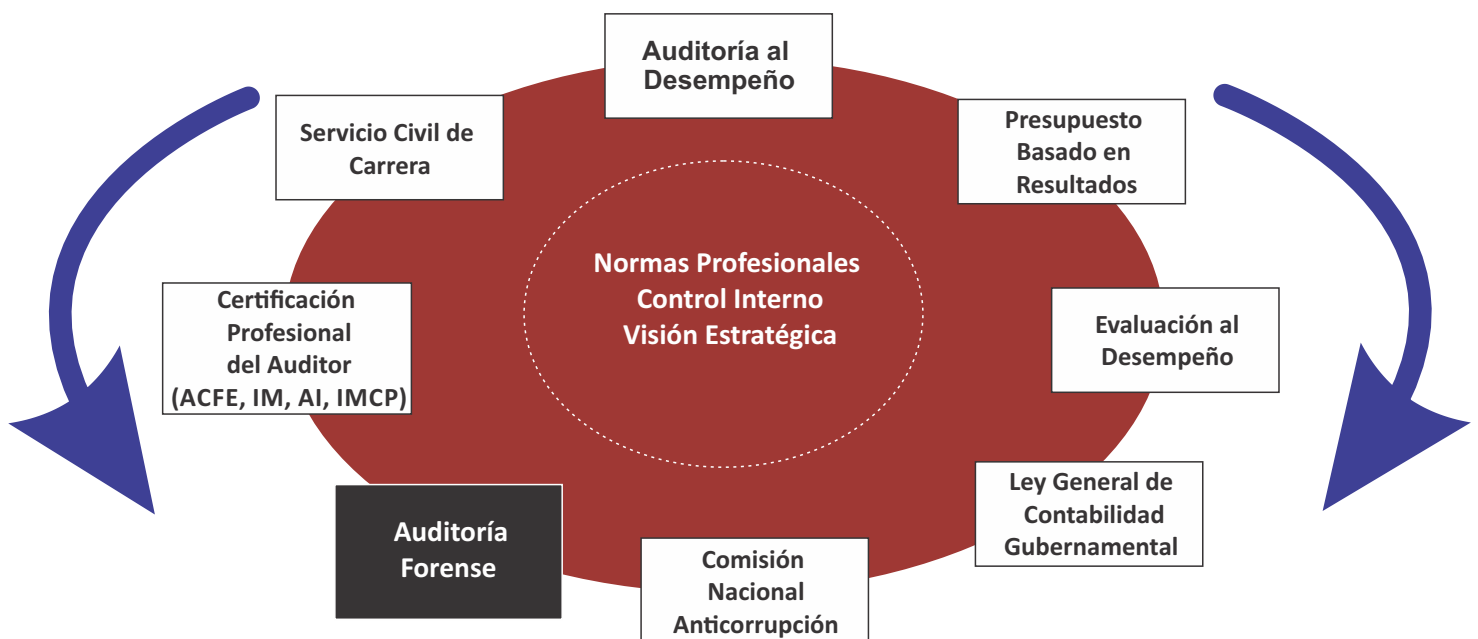 Auditoría al
Desempeño
Servicio Civil de
Carrera
Presupuesto
Basado en
Resultados
Normas Profesionales
Control Interno
Visión Estratégica
Certificación
Profesional
del Auditor
(ACFE, IM, AI, IMCP)
Evaluación al
Desempeño
Auditoría
Forense
Ley General de
Contabilidad
Gubernamental
Comisión
Nacional
Anticorrupción